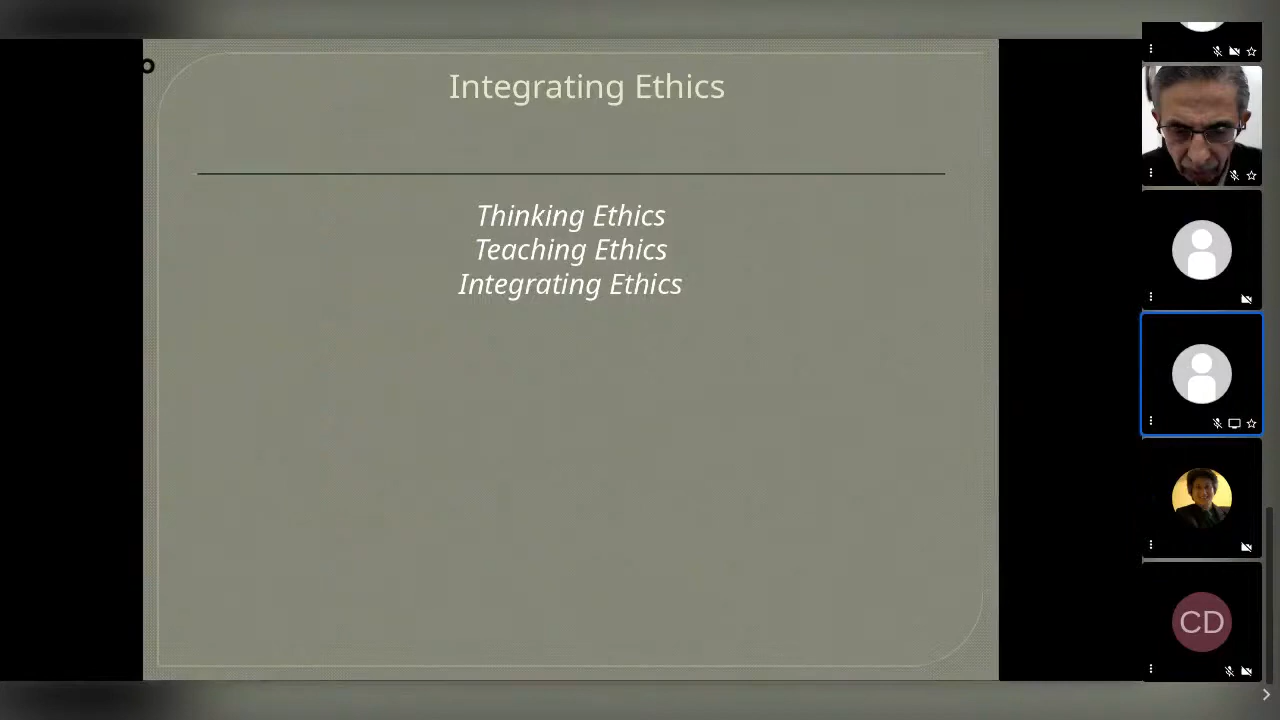 o
Integrating Ethics
Thinking Ethics
Teaching Ethics
Integrating Ethics
CD